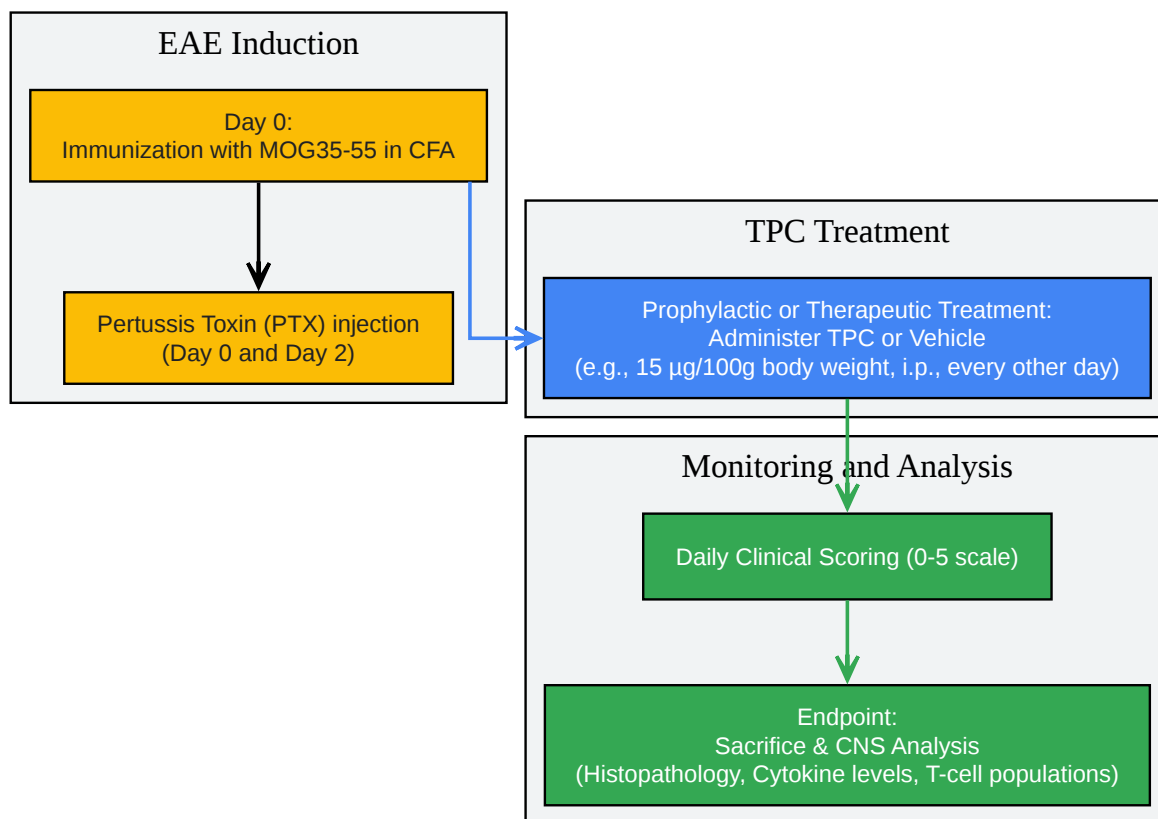 EAE Induction
Day 0:
Immunization with MOG35-55 in CFA
Pertussis Toxin (PTX) injection
(Day 0 and Day 2)
TPC Treatment
Prophylactic or Therapeutic Treatment:
Administer TPC or Vehicle
(e.g., 15 µg/100g body weight, i.p., every other day)
Monitoring and Analysis
Daily Clinical Scoring (0-5 scale)
Endpoint:
Sacrifice & CNS Analysis
(Histopathology, Cytokine levels, T-cell populations)